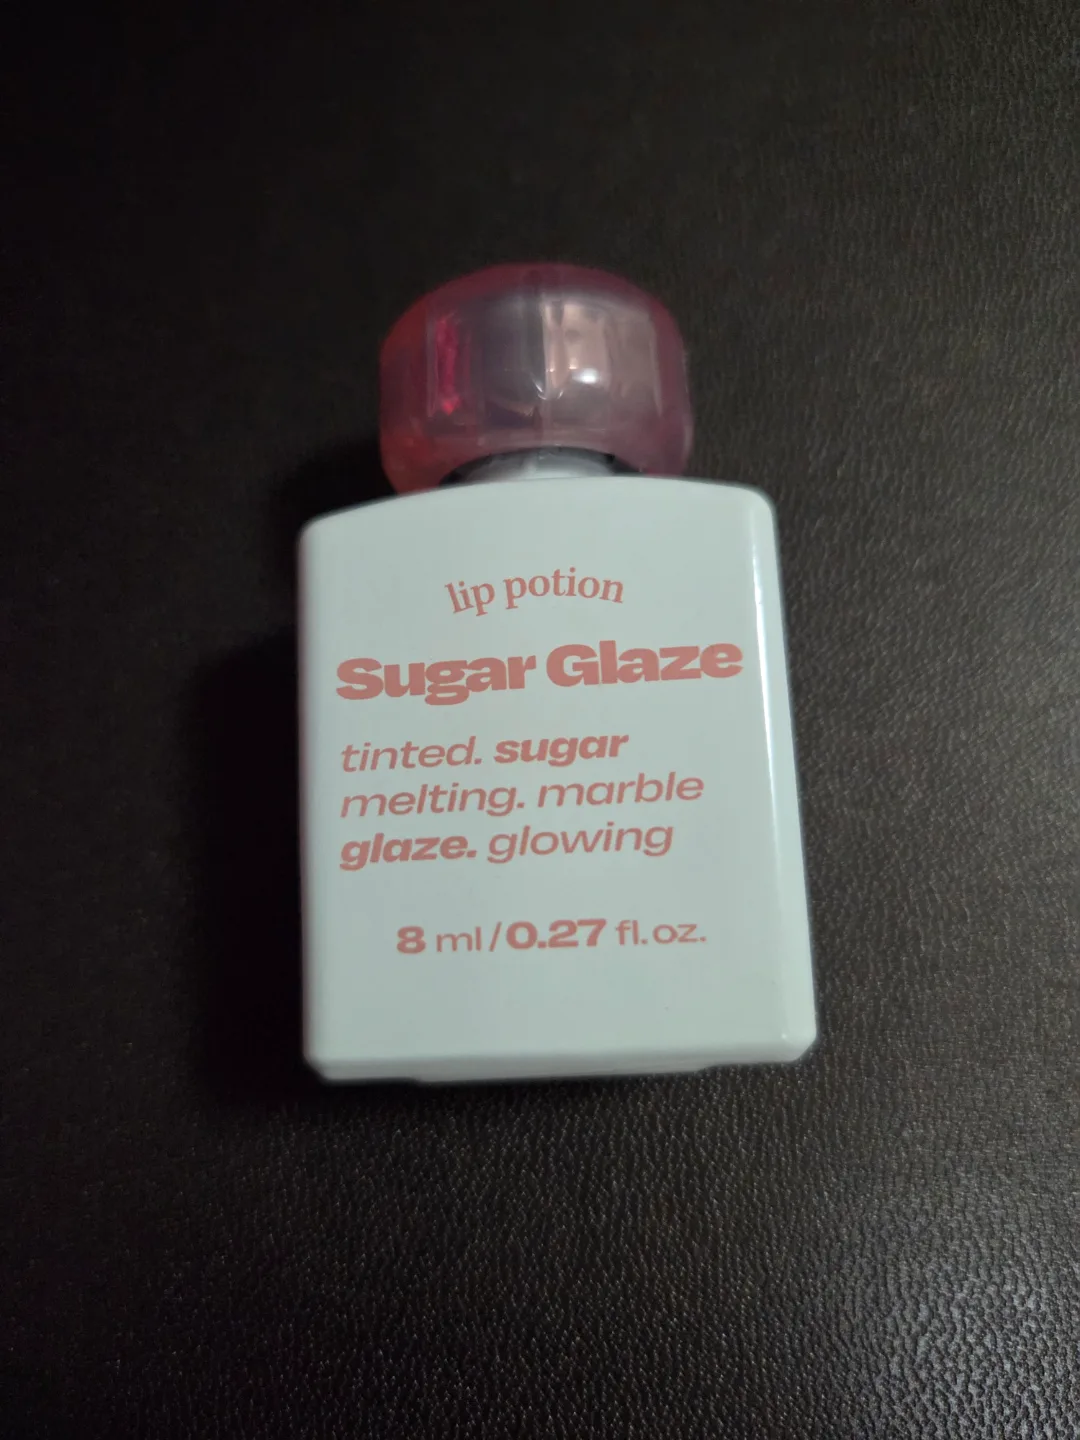 lip potion
Sugar Glaze
tinted. sugar
melting. marble
glaze. glowing
8 ml/0.27 fl.oz.